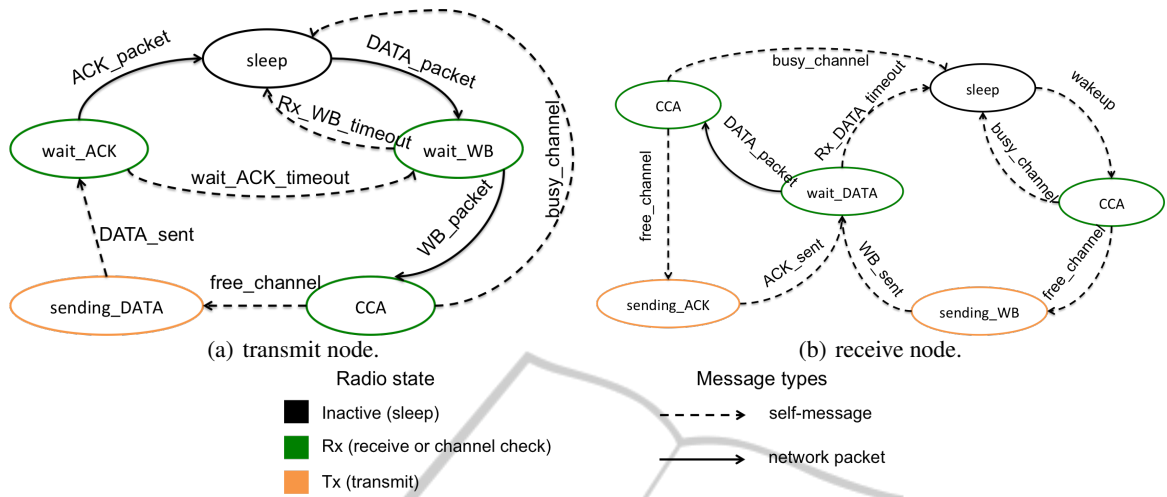 sleep
ACK_packet
DATA_packet
Rx_WB_timeout
wait_ACK
wait_WB
wait_ACK_timeout
busy_channel
DATA_sent
WB_packet
free_channel
sending_DATA
CCA
(a) transmit node.
busy_channel
CCA
sleep
wakeup
Rx_DATA_timeout
DATA_packet
busy_channel
wait_DATA
CCA
free_channel
ACK_sent
WB_sent
free_channel
sending_ACK
sending_WB
(b) receive node.
Radio state
Inactive (sleep)
Rx (receive or channel check)
Tx (transmit)
Message types
self-message
network packet